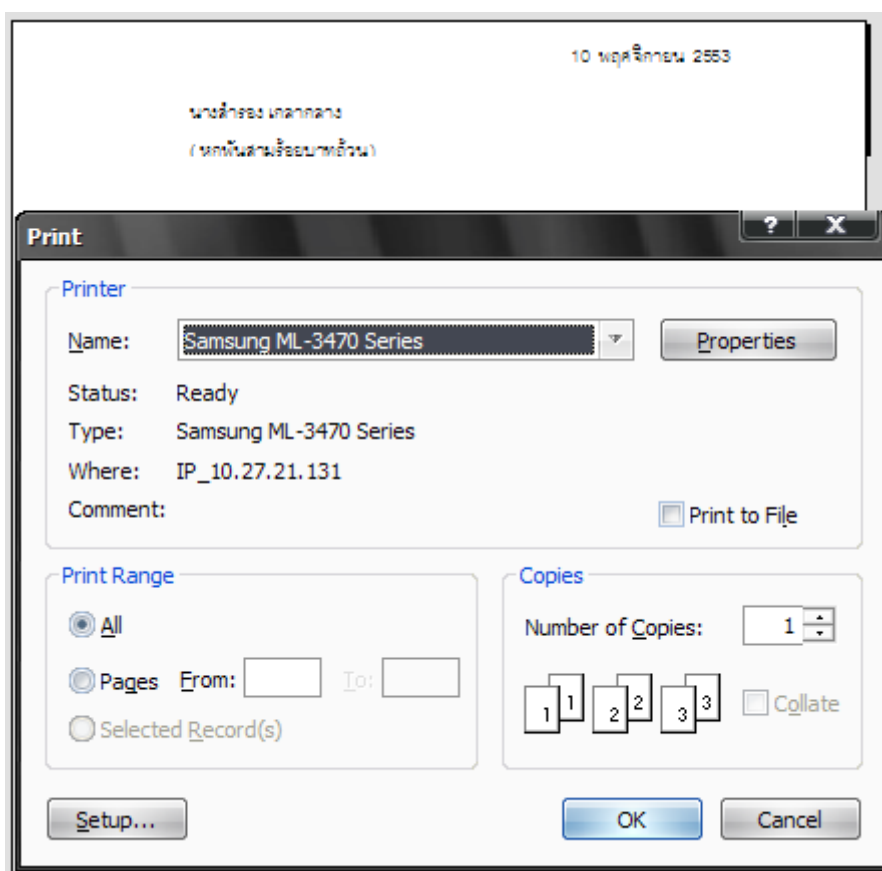 10 พฤศจิกายน 2553
นางสำรอง เกลากลาง
(หกพันสามร้อยบาทถ้วน)
Print
? X
Printer
Name: Samsung ML-3470 Series Properties
Status: Ready
Type: Samsung ML-3470 Series
Where: IP_10.27.21.131
Comment: Print to File
Print Range
All
Pages From: To:
Selected Record(s)
Copies
Number of Copies: 1
1 1 2 2 3 3 Collate
Setup... OK Cancel